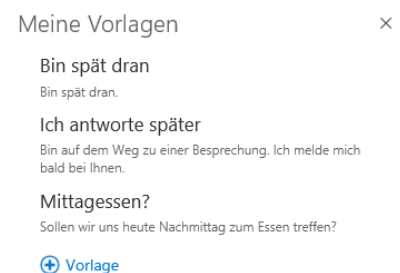 Meine Vorlagen
Bin spät dran
Bin spät dran.
Ich antworte später
Bin auf dem Weg zu einer Besprechung. Ich melde mich
bald bei Ihnen.
Mittagessen?
Sollen wir uns heute Nachmittag zum Essen treffen?
Vorlage